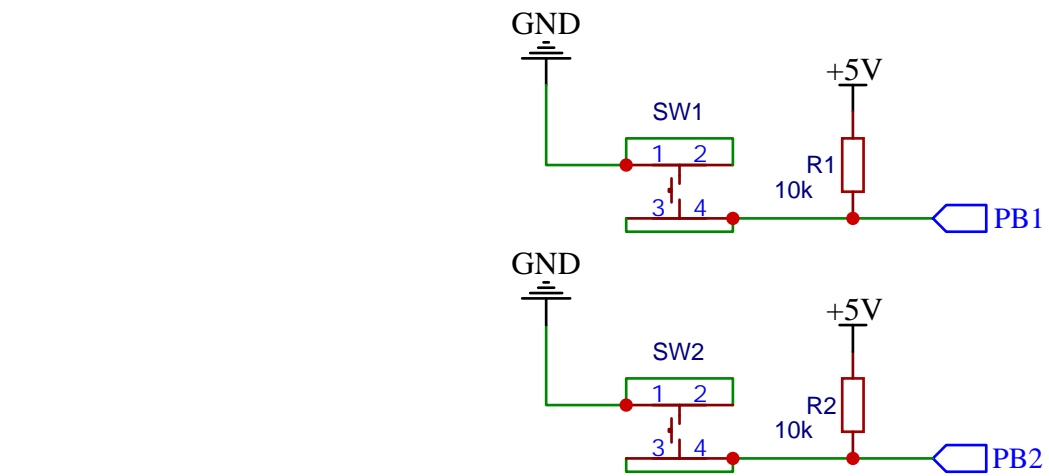 GND
+5V
SW1
1 2
R1
10k
3 4
PB1
GND
+5V
SW2
1 2
R2
10k
3 4
PB2